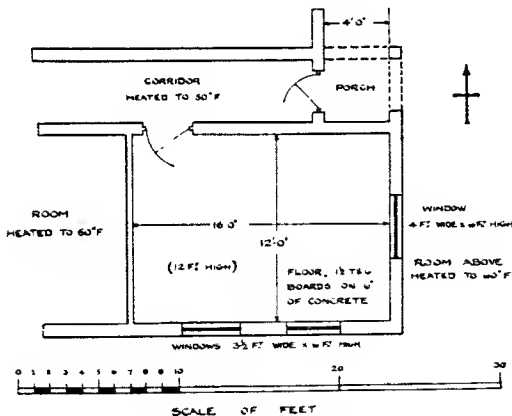 4'·0"
CORRIDOR
HEATED TO 50°F
PORCH
ROOM
HEATED TO 60°F
16·0"
12'·0"
(12 FT HIGH)
WINDOW
4 FT WIDE x 6 FT HIGH
FLOOR, 1½ T&G
BOARDS ON 6"
OF CONCRETE
ROOM ABOVE
HEATED TO 60°F
WINDOWS 3½ FT WIDE x 6 FT HIGH
0 1 2 3 4 5 6 7 8 9 10 20 30
SCALE OF FEET